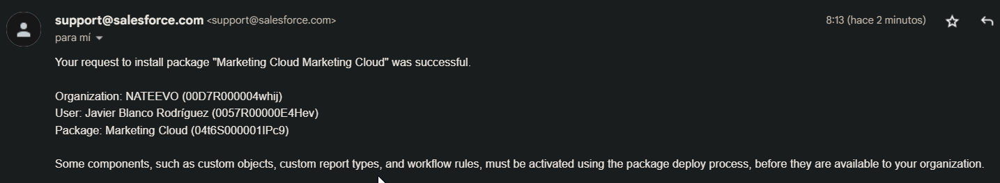 support@salesforce.com <support@salesforce.com> 8:13 (hace 2 minutos)
para mí
Your request to install package "Marketing Cloud Marketing Cloud" was successful.
Organization: NATEEVO (00D7R000004whij)
User: Javier Blanco Rodríguez (0057R00000E4Hev)
Package: Marketing Cloud (04t6S000001IPc9)
Some components, such as custom objects, custom report types, and workflow rules, must be activated using the package deploy process, before they are available to your organization.